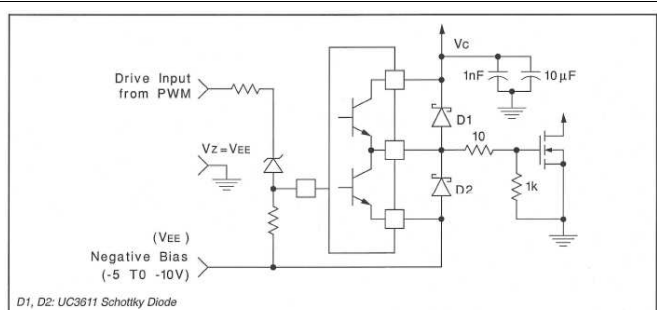 Vc
Drive Input
from PWM
1nF
10 µF
D1
Vz=VEE
10
D2
1k
(VEE)
Negative Bias
(-5 T0 -10V)
D1, D2: UC3611 Schottky Diode